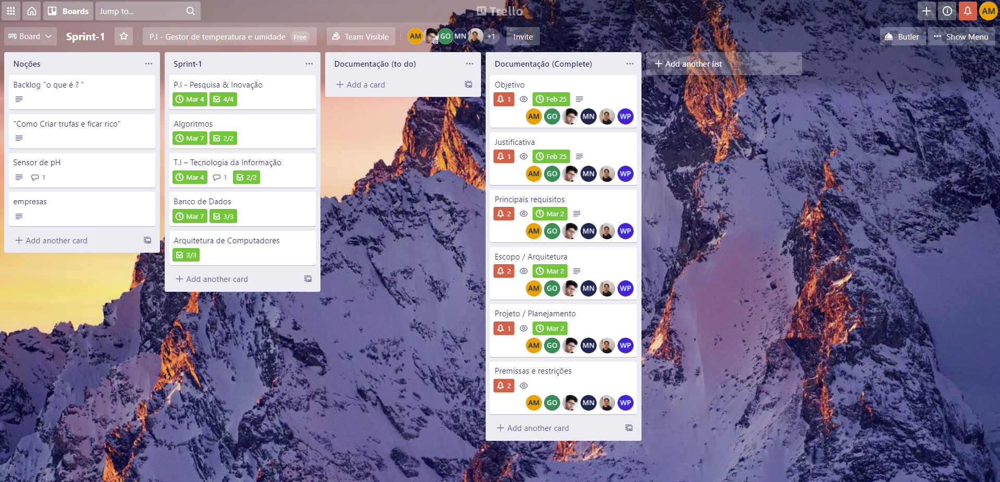 Boards
Jump to...
Trello
AM
Board
Sprint-1
P.I - Gestor de temperatura e umidade Free
Team Visible
AM GO MN +1
Invite
Butler
Show Menu
Noções
Backlog "o que é ? "
"Como Criar trufas e ficar rico"
Sensor de pH
1
empresas
Add another card
Sprint-1
P.I - Pesquisa & Inovação
Mar 4 4/4
Algoritmos
Mar 7 2/2
T.I – Tecnologia da Informação
Mar 4 1 2/2
Banco de Dados
Mar 7 3/3
Arquitetura de Computadores
3/3
Add another card
Documentação (to do)
Add a card
Documentação (Complete)
Objetivo
1 Feb 25
AM GO MN WP
Justificativa
1 Feb 25
AM GO MN WP
Principais requisitos
2 Mar 2
AM GO MN WP
Escopo / Arquitetura
2 Mar 2
AM GO MN WP
Projeto / Planejamento
1 Mar 2
AM GO MN WP
Premissas e restrições
2
AM GO MN WP
Add another card
Add another list